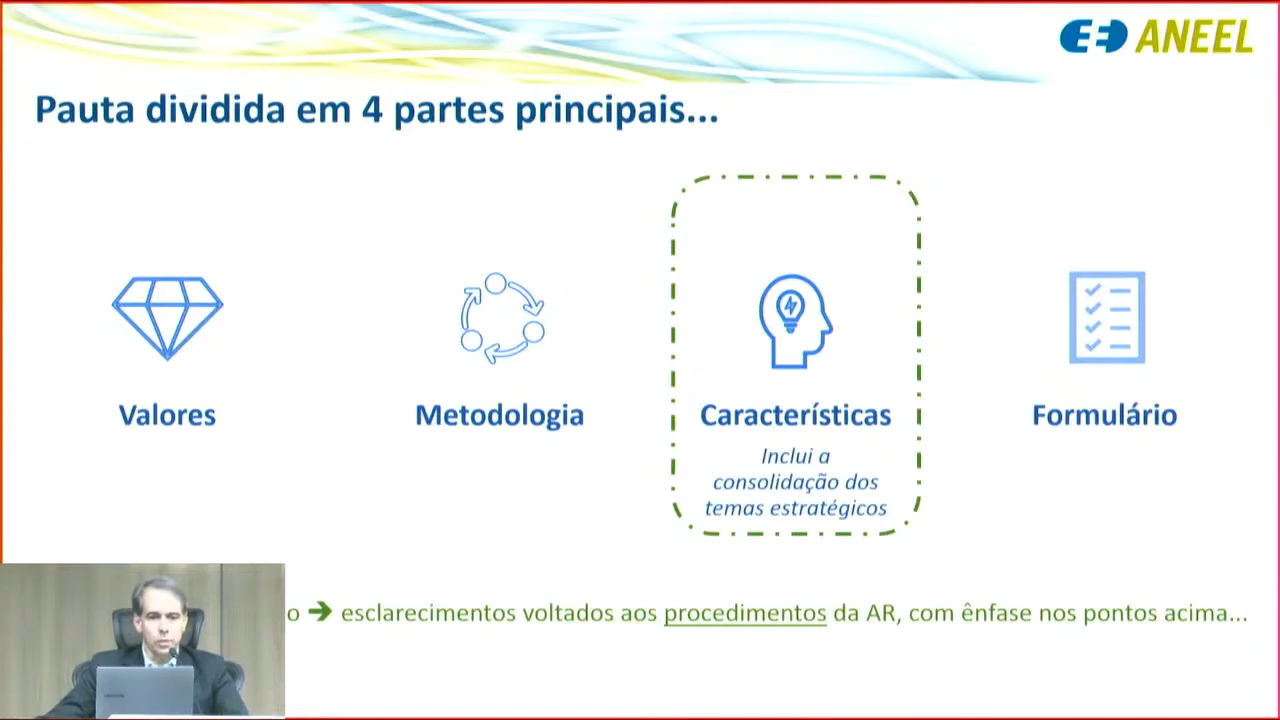 ANEEL
Pauta dividida em 4 partes principais...
Valores
Metodologia
Características
Formulário
Inclui a
consolidação dos
temas estratégicos
o ➔ esclarecimentos voltados aos procedimentos da AR, com ênfase nos pontos acima...